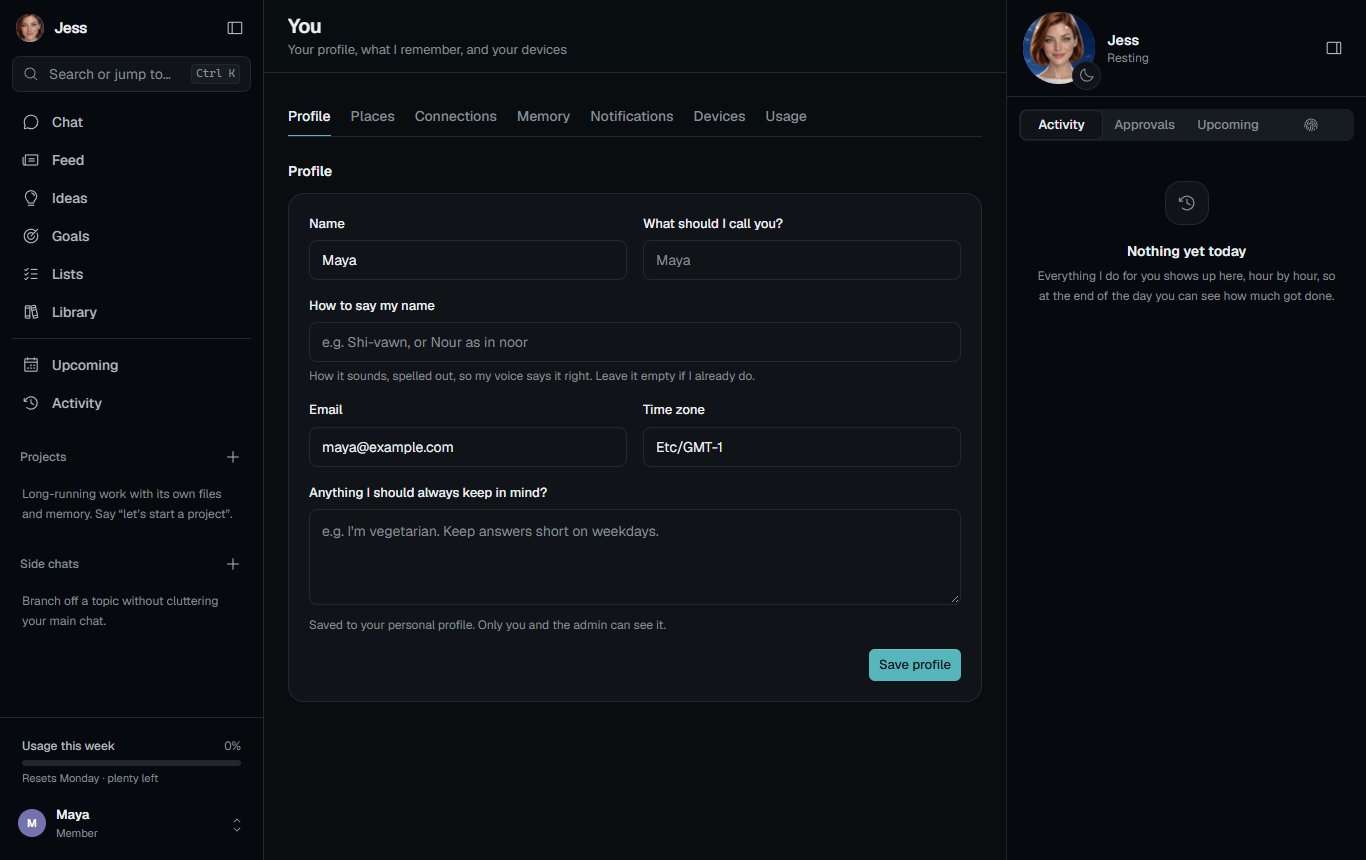 Jess
Search or jump to...
Ctrl K
Chat
Feed
Ideas
Goals
Lists
Library
Upcoming
Activity
Projects
Long-running work with its own files
and memory. Say “let’s start a project”.
Side chats
Branch off a topic without cluttering
your main chat.
Usage this week
0%
Resets Monday · plenty left
M
Maya
Member
You
Your profile, what I remember, and your devices
Profile
Places
Connections
Memory
Notifications
Devices
Usage
Profile
Name
What should I call you?
Maya
Maya
How to say my name
e.g. Shi-vawn, or Nour as in noor
How it sounds, spelled out, so my voice says it right. Leave it empty if I already do.
Email
Time zone
maya@example.com
Etc/GMT-1
Anything I should always keep in mind?
e.g. I'm vegetarian. Keep answers short on weekdays.
Saved to your personal profile. Only you and the admin can see it.
Save profile
Jess
Resting
Activity
Approvals
Upcoming
Nothing yet today
Everything I do for you shows up here, hour by hour, so
at the end of the day you can see how much got done.